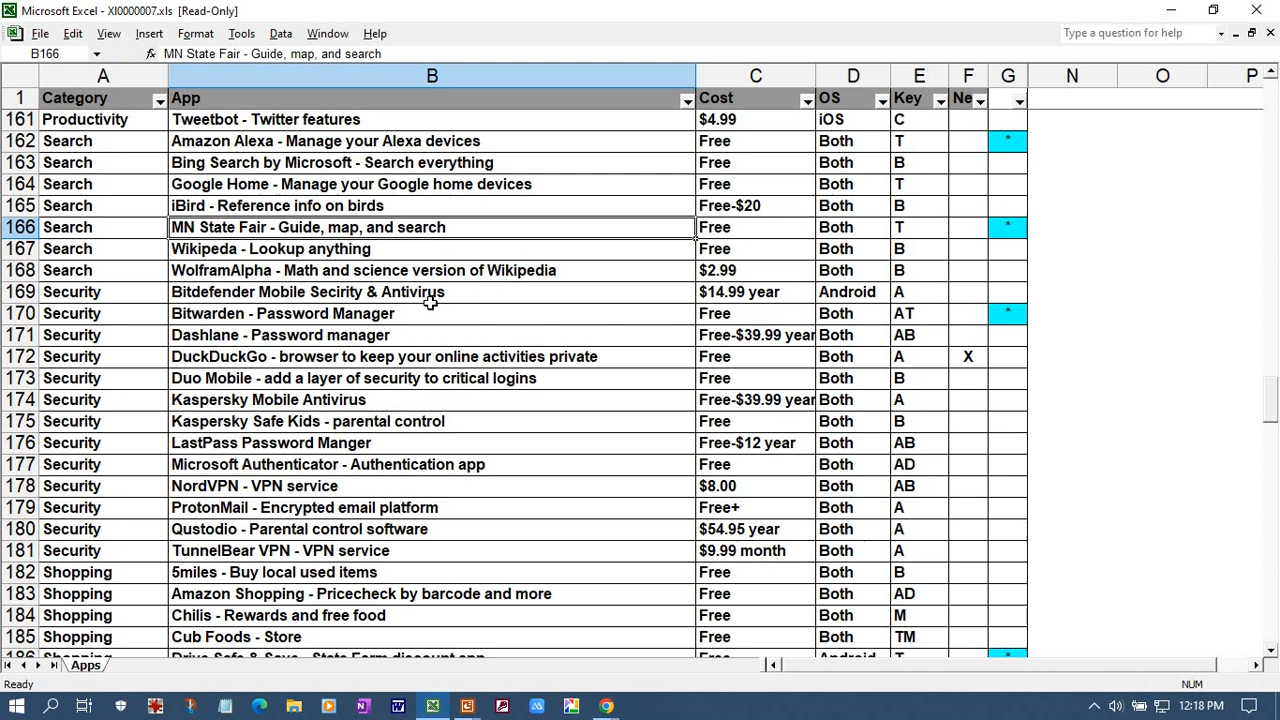 Microsoft Excel - XI0000007.xls [Read-Only]
File Edit View Insert Format Tools Data Window Help Type a question for help
B166 fx MN State Fair - Guide, map, and search
A B C D E F G N O P
1 Category App Cost OS Key Ne
161 Productivity Tweetbot - Twitter features $4.99 iOS C
162 Search Amazon Alexa - Manage your Alexa devices Free Both T *
163 Search Bing Search by Microsoft - Search everything Free Both B
164 Search Google Home - Manage your Google home devices Free Both T
165 Search iBird - Reference info on birds Free-$20 Both B
166 Search MN State Fair - Guide, map, and search Free Both T *
167 Search Wikipeda - Lookup anything Free Both B
168 Search WolframAlpha - Math and science version of Wikipedia $2.99 Both B
169 Security Bitdefender Mobile Secirity & Antivirus $14.99 year Android A
170 Security Bitwarden - Password Manager Free Both AT *
171 Security Dashlane - Password manager Free-$39.99 year Both AB
172 Security DuckDuckGo - browser to keep your online activities private Free Both A X
173 Security Duo Mobile - add a layer of security to critical logins Free Both B
174 Security Kaspersky Mobile Antivirus Free-$39.99 year Both A
175 Security Kaspersky Safe Kids - parental control Free Both B
176 Security LastPass Password Manger Free-$12 year Both AB
177 Security Microsoft Authenticator - Authentication app Free Both AD
178 Security NordVPN - VPN service $8.00 Both AB
179 Security ProtonMail - Encrypted email platform Free+ Both A
180 Security Qustodio - Parental control software $54.95 year Both A
181 Security TunnelBear VPN - VPN service $9.99 month Both A
182 Shopping 5miles - Buy local used items Free Both B
183 Shopping Amazon Shopping - Pricecheck by barcode and more Free Both AD
184 Shopping Chilis - Rewards and free food Free Both M
185 Shopping Cub Foods - Store Free Both TM
186 Shopping Drive Safe & Save - State Farm discount app Free Android T *
Apps
Ready NUM
12:18 PM